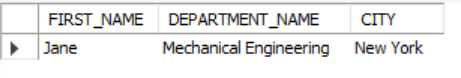 FIRST_NAME DEPARTMENT_NAME CITY
Jane Mechanical Engineering New York